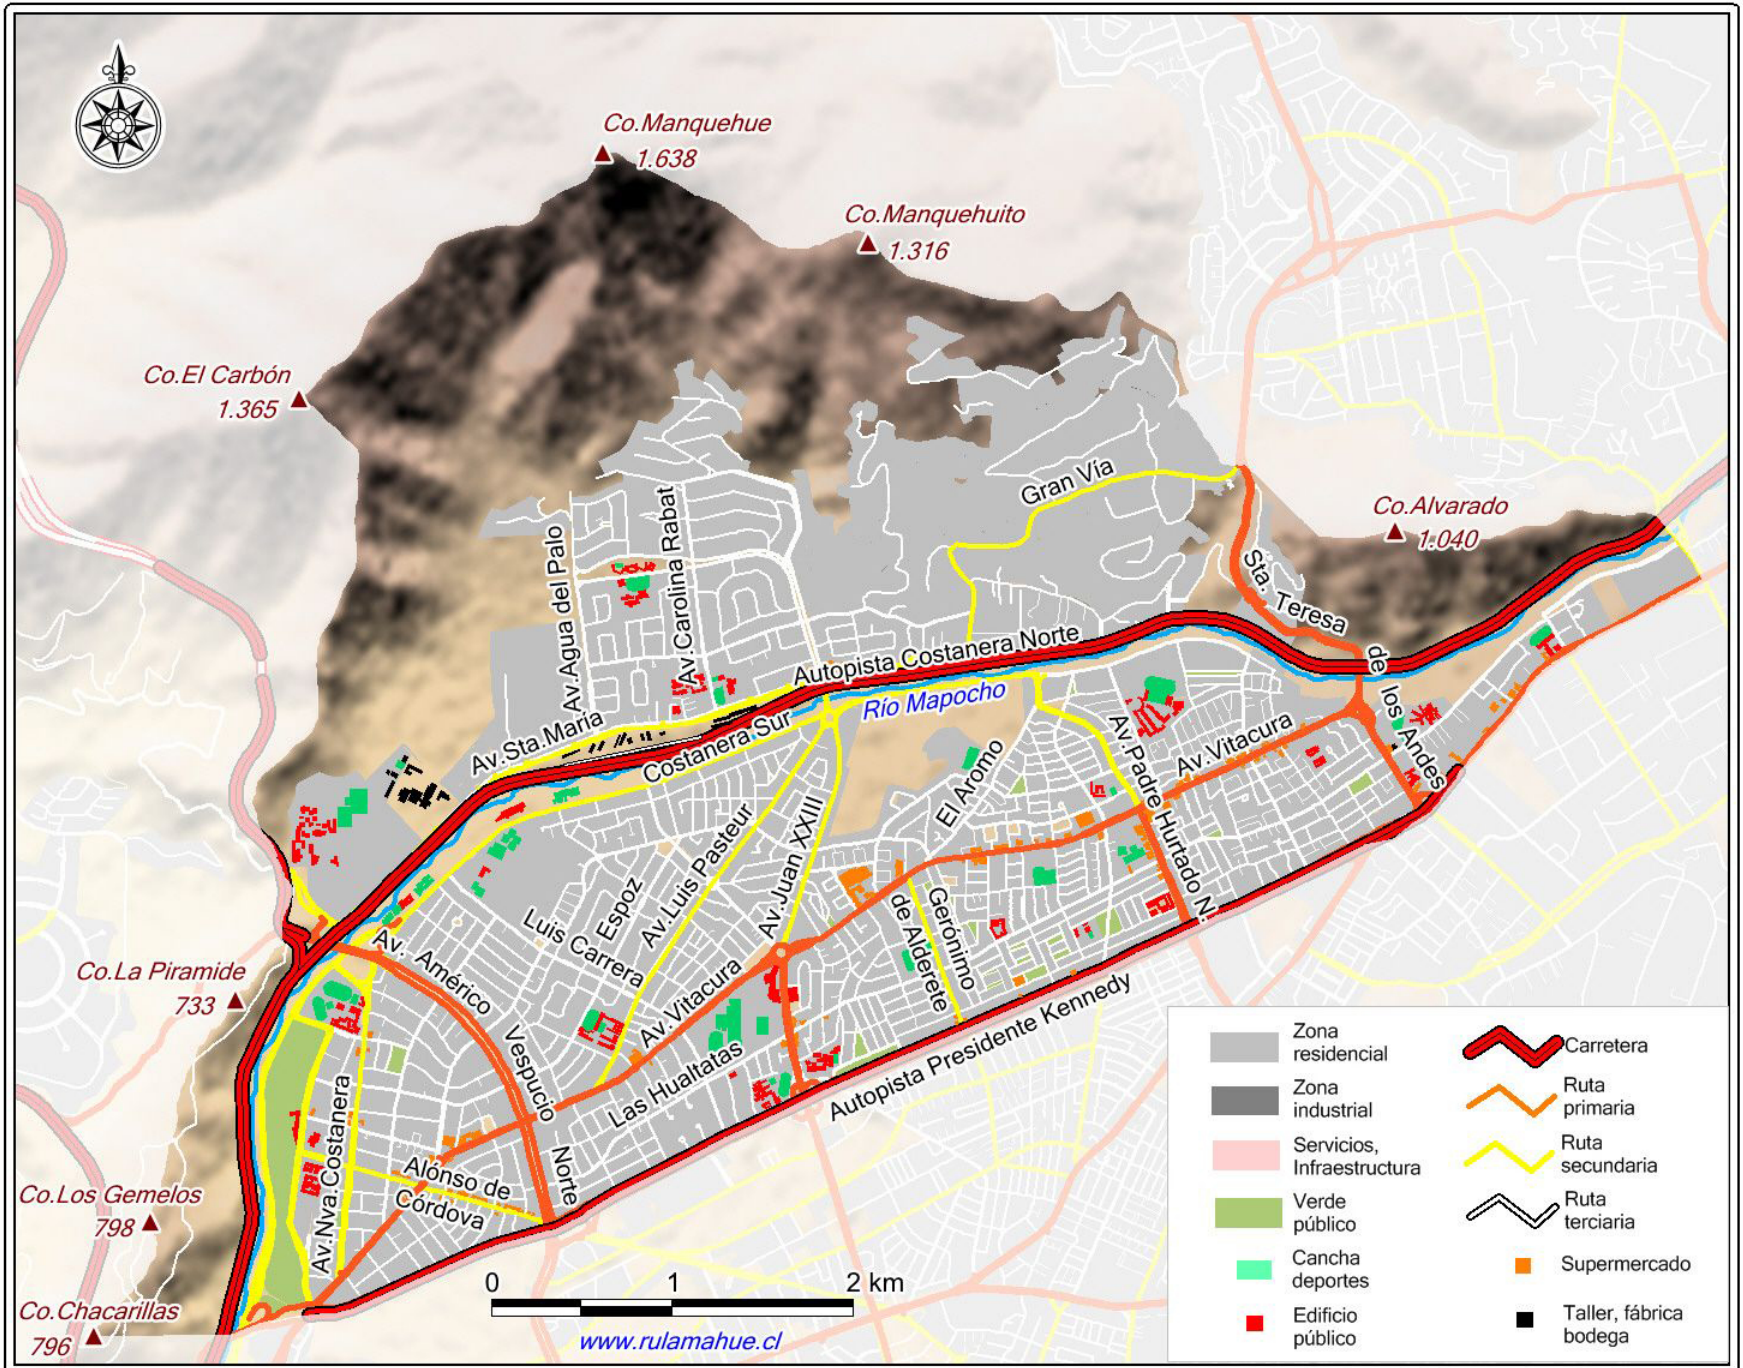 Co.Manquehue
1.638
Co.Manquehuito
1.316
Co.El Carbón
1.365
Gran Vía
Co.Alvarado
1.040
Av.Agua del Palo
Av.Carolina Rabat
Sta. Teresa
de los Andes
Autopista Costanera Norte
Río Mapocho
Av.Sta.María
Costanera Sur
Av.Padre Hurtado N.
Av.Vitacura
El Aromo
Av.Juan XXIII
Av.Luis Pasteur
Espoz
Luis Carrera
Gerónimo
de Alderete
Av. Américo
Vespucio
Norte
Av.Vitacura
Las Hualtatas
Autopista Presidente Kennedy
Co.La Piramide
733
Av.Nva.Costanera
Alónso de
Córdova
Co.Los Gemelos
798
Co.Chacarillas
796
0 1 2 km
www.rulamahue.cl
Zona
residencial
Zona
industrial
Servicios,
Infraestructura
Verde
público
Cancha
deportes
Edificio
público
Carretera
Ruta
primaria
Ruta
secundaria
Ruta
terciaria
Supermercado
Taller, fábrica
bodega